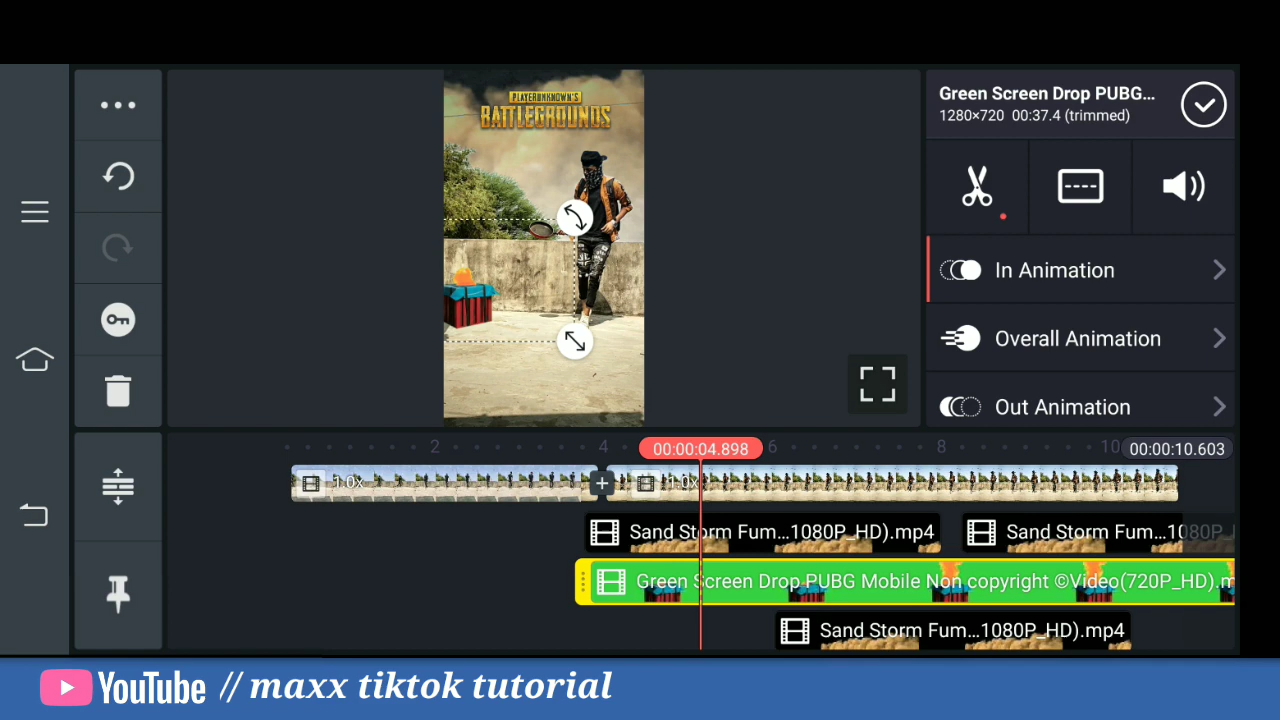 PLAYERUNKNOWN'S
BATTLEGROUNDS
Green Screen Drop PUBG...
1280×720 00:37.4 (trimmed)
In Animation
Overall Animation
Out Animation
2
4
00:00:04.898
6
8
10
00:00:10.603
1.0x
1.0x
Sand Storm Fum...1080P_HD).mp4
Sand Storm Fum...1080P_
Green Screen Drop PUBG Mobile Non copyright ©Video(720P_HD).m
Sand Storm Fum...1080P_HD).mp4
YouTube // maxx tiktok tutorial